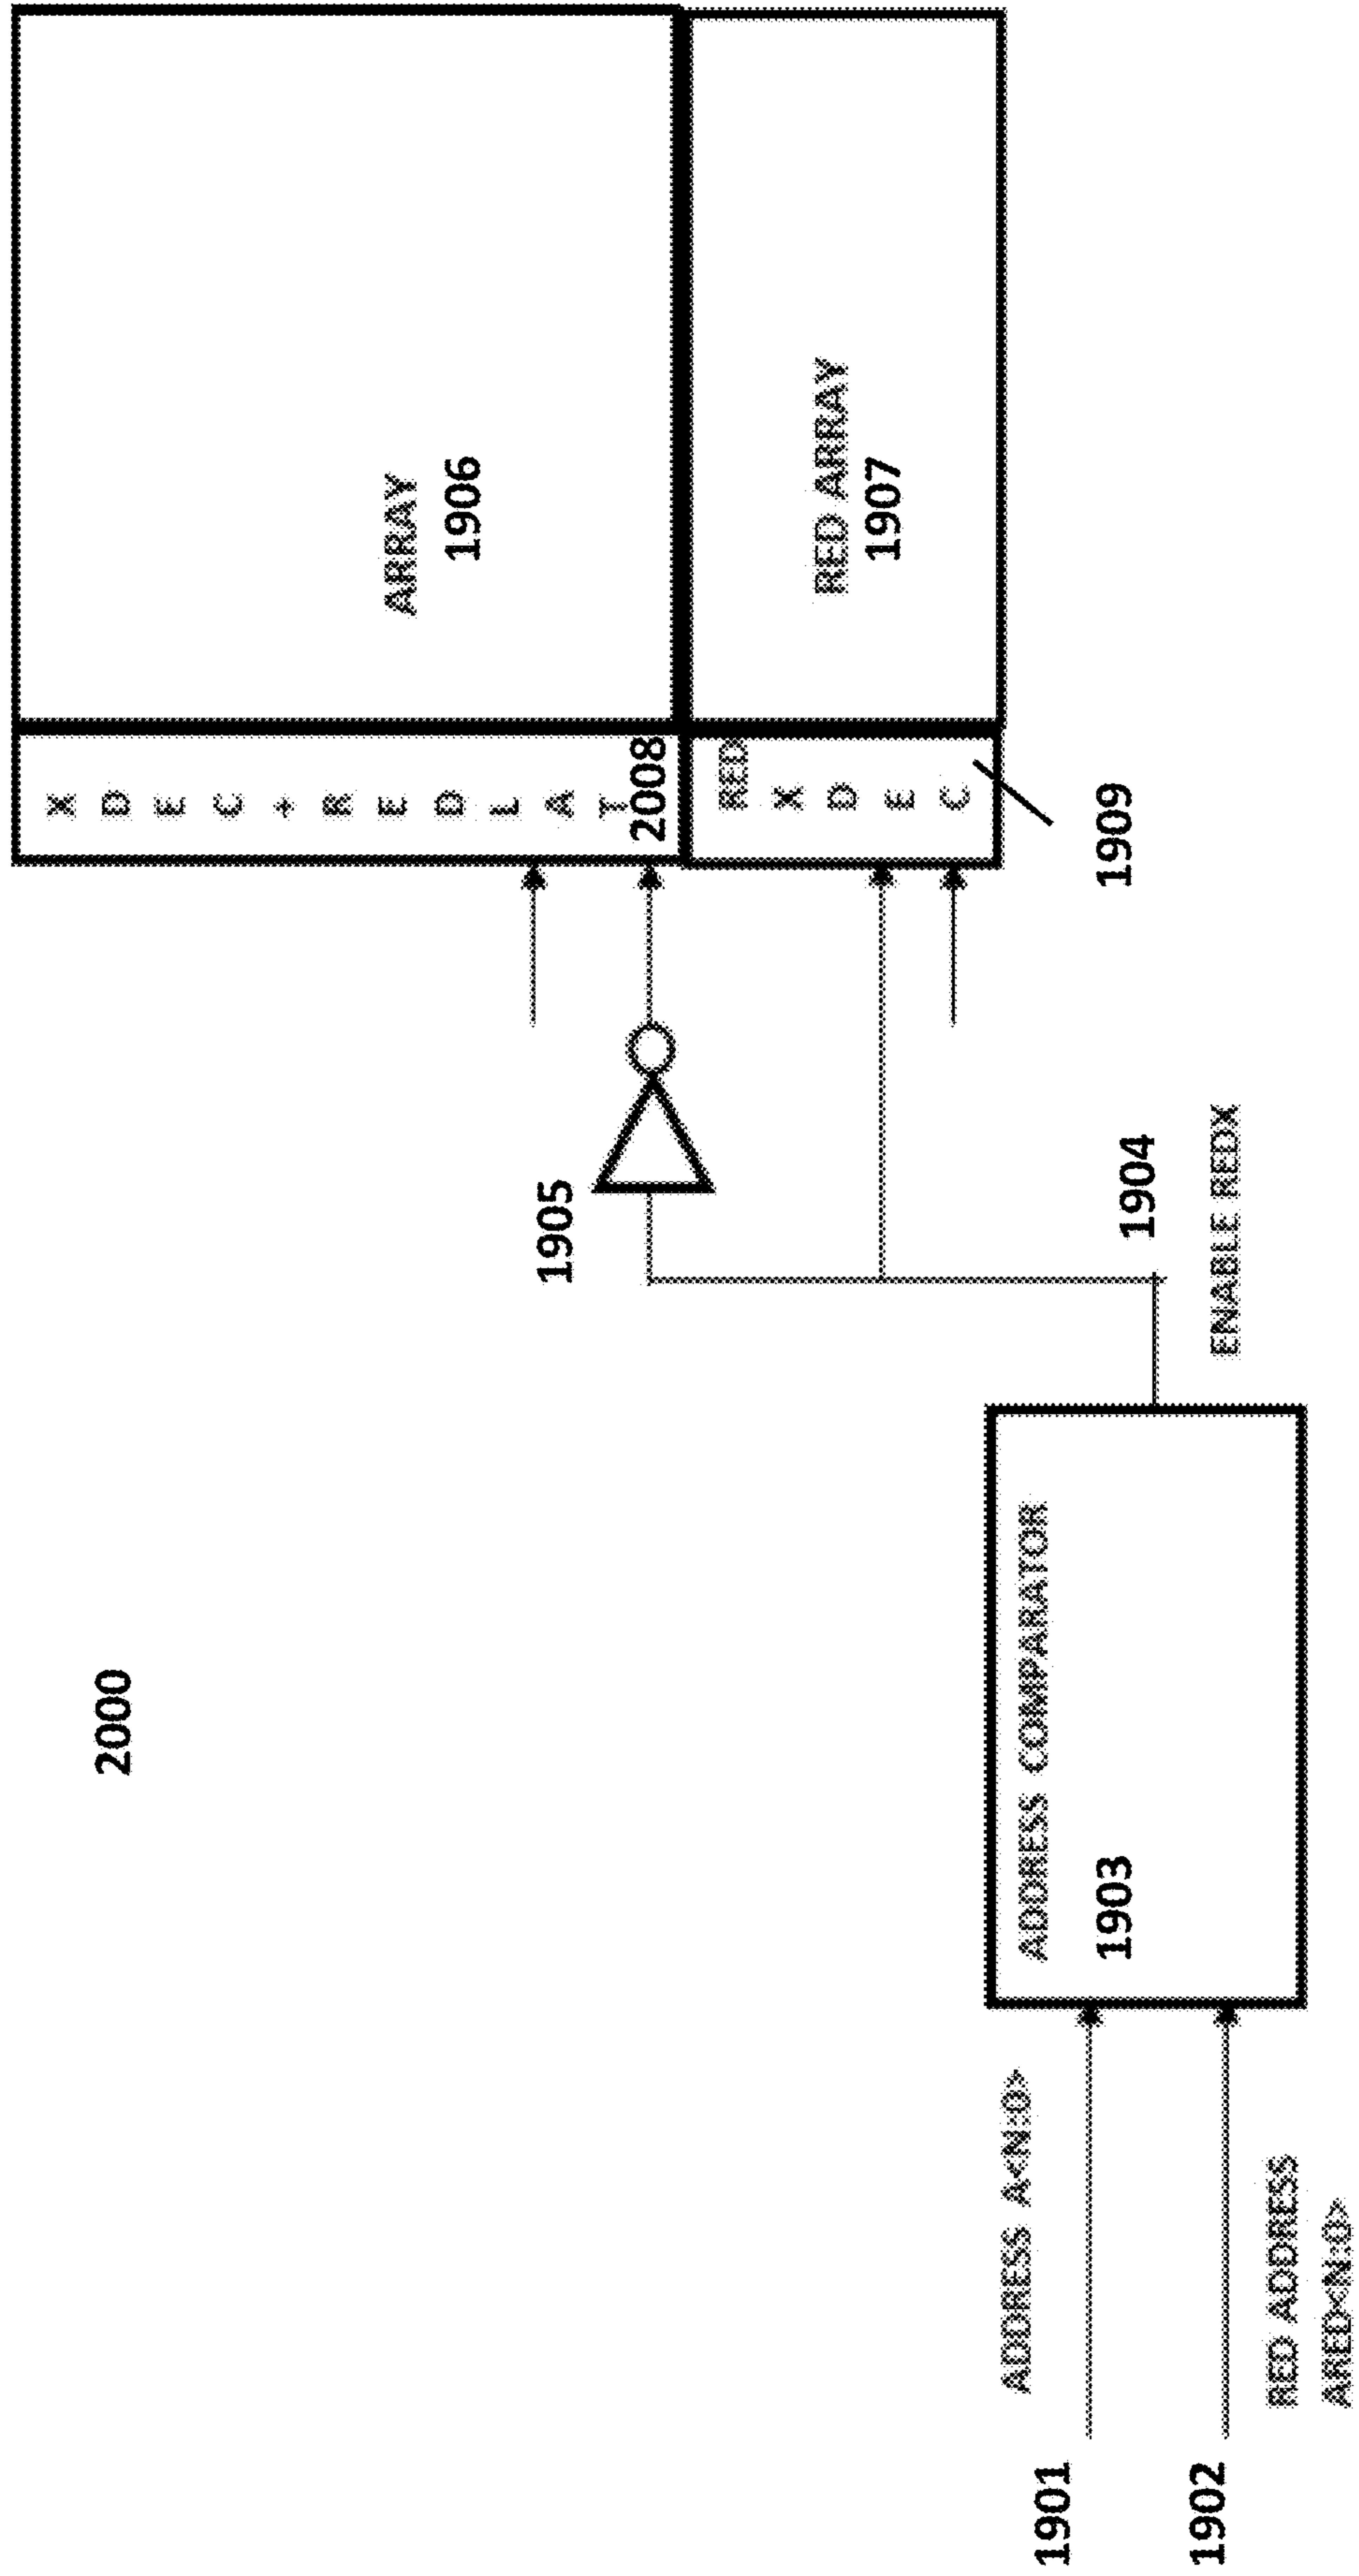 2000
1901
ADDRESS A<N:0>
1902
RED ADDRESS
ARED<N:0>
ADDRESS COMPARATOR
1903
1904
ENABLE REDX
1905
X
D
E
C
+
R
E
D
L
A
T
2008
RED
X
D
E
C
1909
ARRAY
1906
RED ARRAY
1907